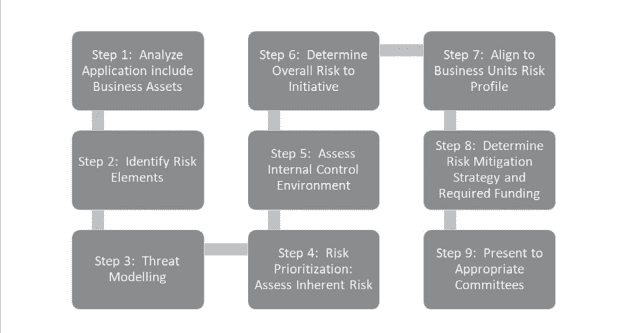 Step 1: Analyze
Application include
Business Assets
Step 2: Identify Risk
Elements
Step 3: Threat
Modelling
Step 4: Risk
Prioritization:
Assess Inherent Risk
Step 5: Assess
Internal Control
Environment
Step 6: Determine
Overall Risk to
Initiative
Step 7: Align to
Business Units Risk
Profile
Step 8: Determine
Risk Mitigation
Strategy and
Required Funding
Step 9: Present to
Appropriate
Committees